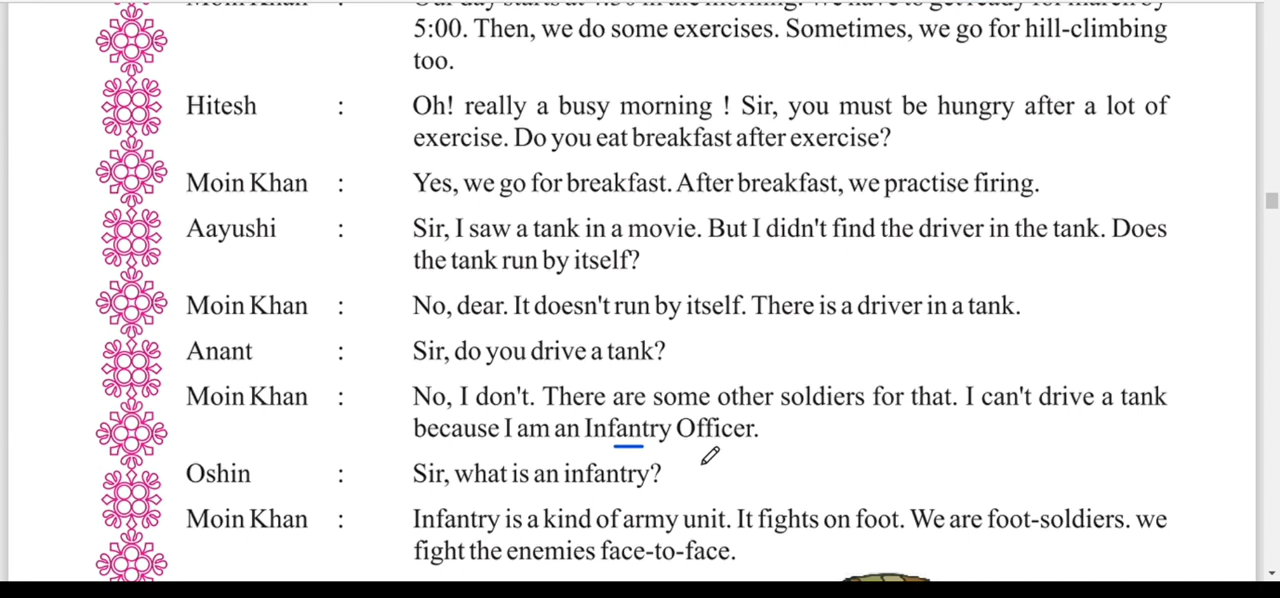 5:00. Then, we do some exercises. Sometimes, we go for hill-climbing
too.
Hitesh : Oh! really a busy morning ! Sir, you must be hungry after a lot of
exercise. Do you eat breakfast after exercise?
Moin Khan : Yes, we go for breakfast. After breakfast, we practise firing.
Aayushi : Sir, I saw a tank in a movie. But I didn't find the driver in the tank. Does
the tank run by itself?
Moin Khan : No, dear. It doesn't run by itself. There is a driver in a tank.
Anant : Sir, do you drive a tank?
Moin Khan : No, I don't. There are some other soldiers for that. I can't drive a tank
because I am an Infantry Officer.
Oshin : Sir, what is an infantry?
Moin Khan : Infantry is a kind of army unit. It fights on foot. We are foot-soldiers. we
fight the enemies face-to-face.